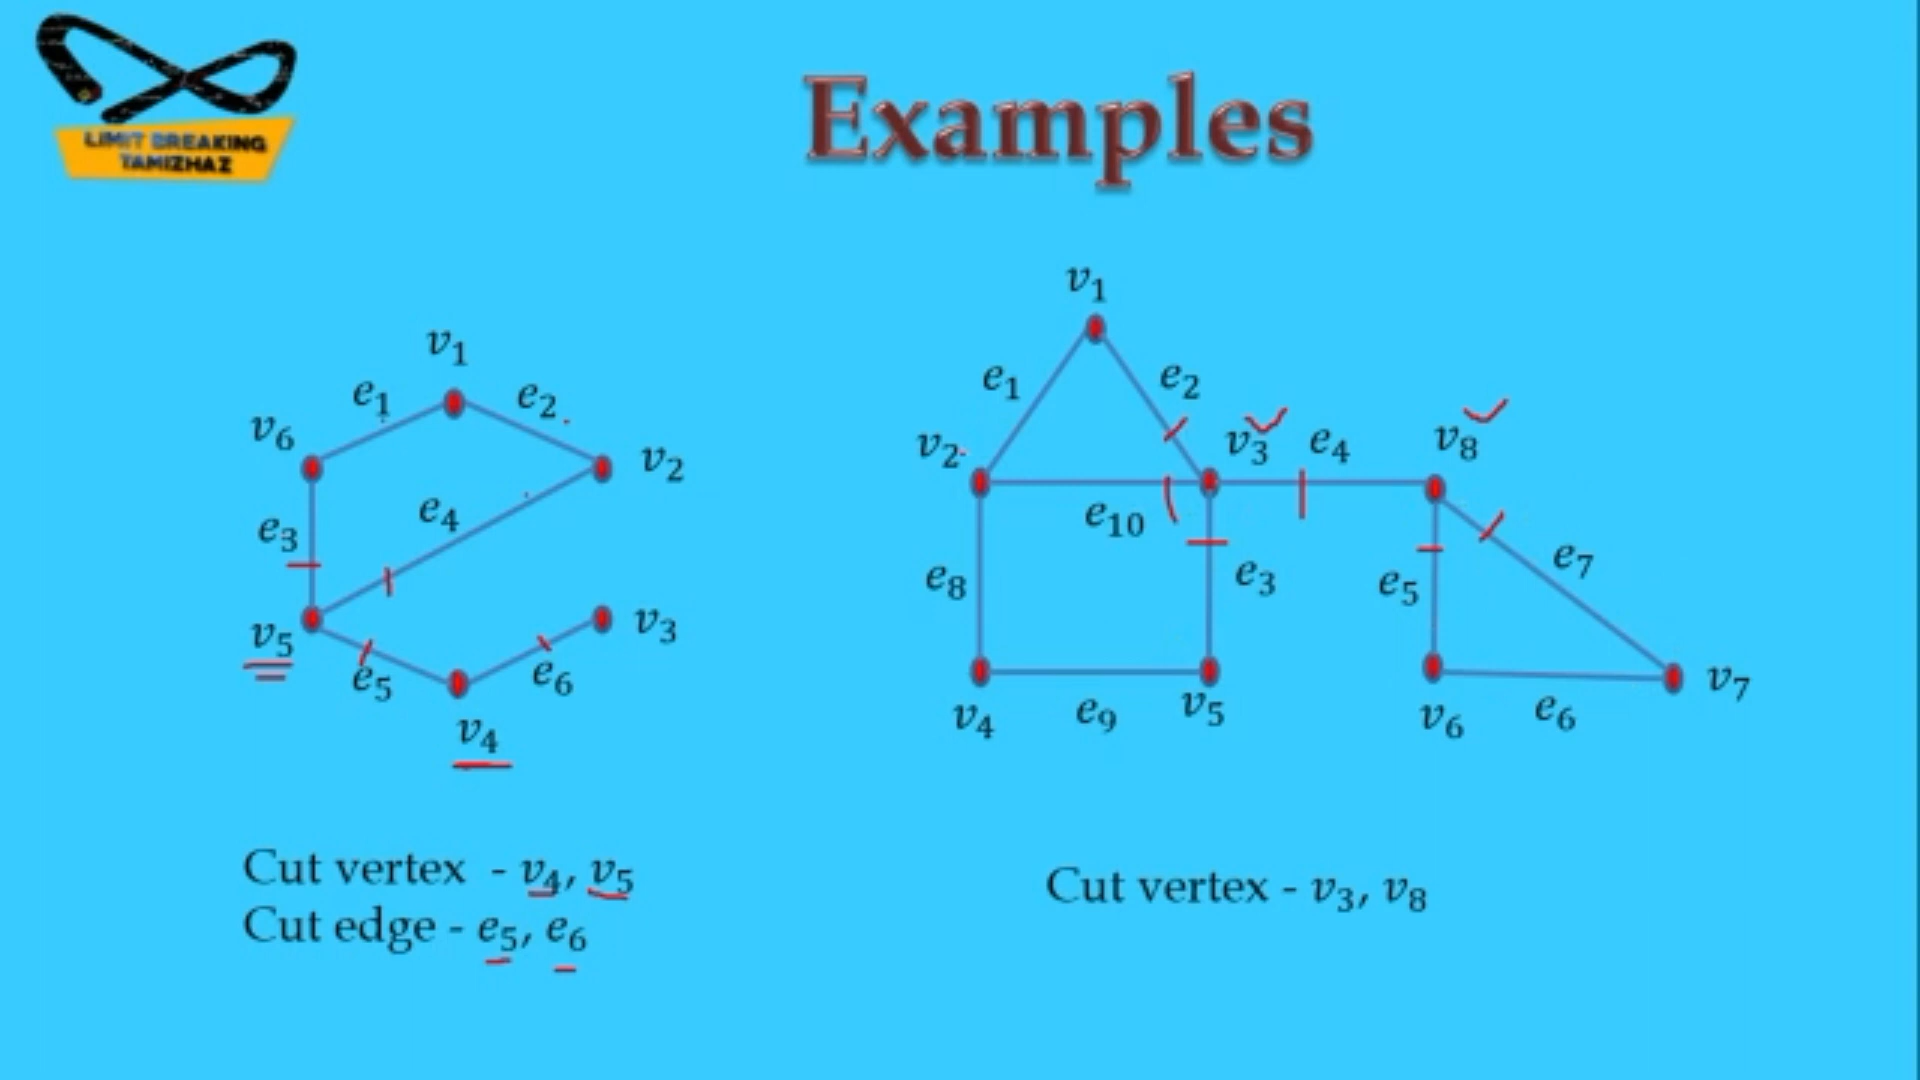 LIMIT BREAKING
TAMIZHAZ
Examples
v₁
e₁
e₂
v₆
v₂
e₄
e₃
v₅
v₃
e₅
e₆
v₄
Cut vertex - v₄, v₅
Cut edge - e₅, e₆
v₁
e₁
e₂
v₂
v₃
e₄
v₈
e₁₀
e₈
e₃
e₅
e₇
v₄
e₉
v₅
v₆
e₆
v₇
Cut vertex - v₃, v₈